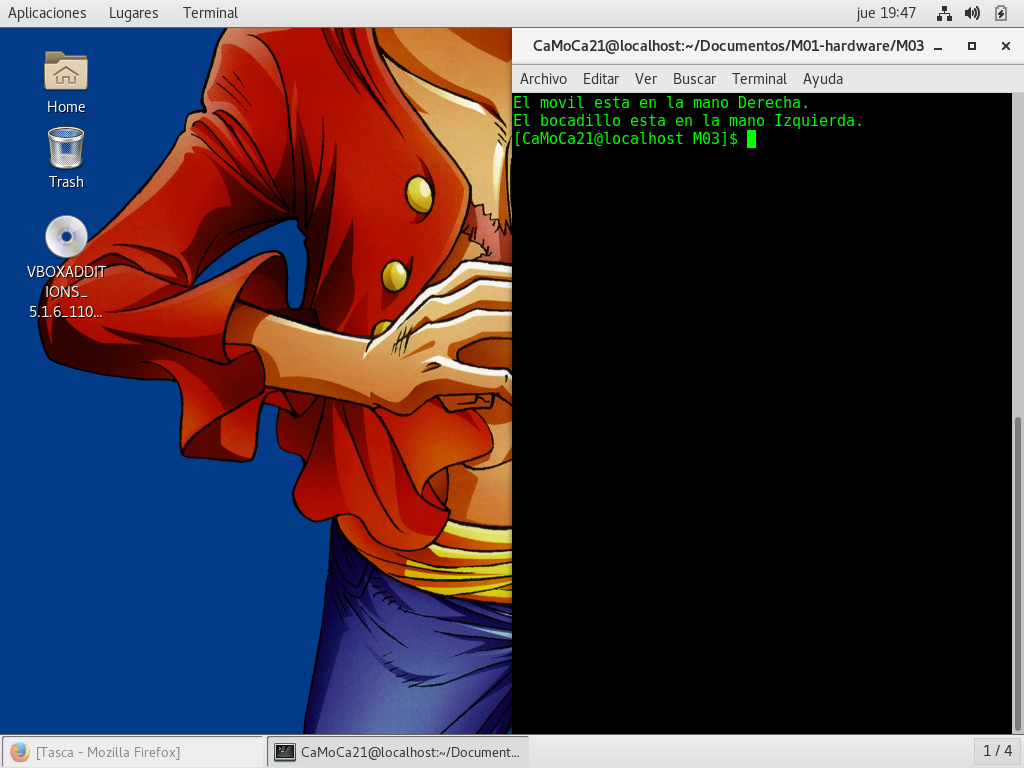 Aplicaciones Lugares Terminal jue 19:47
Home
Trash
VBOXADDIT
IONS_
5.1.6_110...
CaMoCa21@localhost:~/Documentos/M01-hardware/M03
Archivo Editar Ver Buscar Terminal Ayuda
El movil esta en la mano Derecha.
El bocadillo esta en la mano Izquierda.
[CaMoCa21@localhost M03]$
[Tasca - Mozilla Firefox] CaMoCa21@localhost:~/Document... 1 / 4